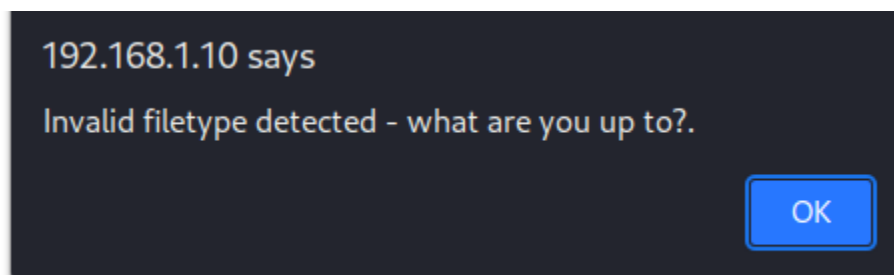 192.168.1.10 says
Invalid filetype detected - what are you up to?.
OK